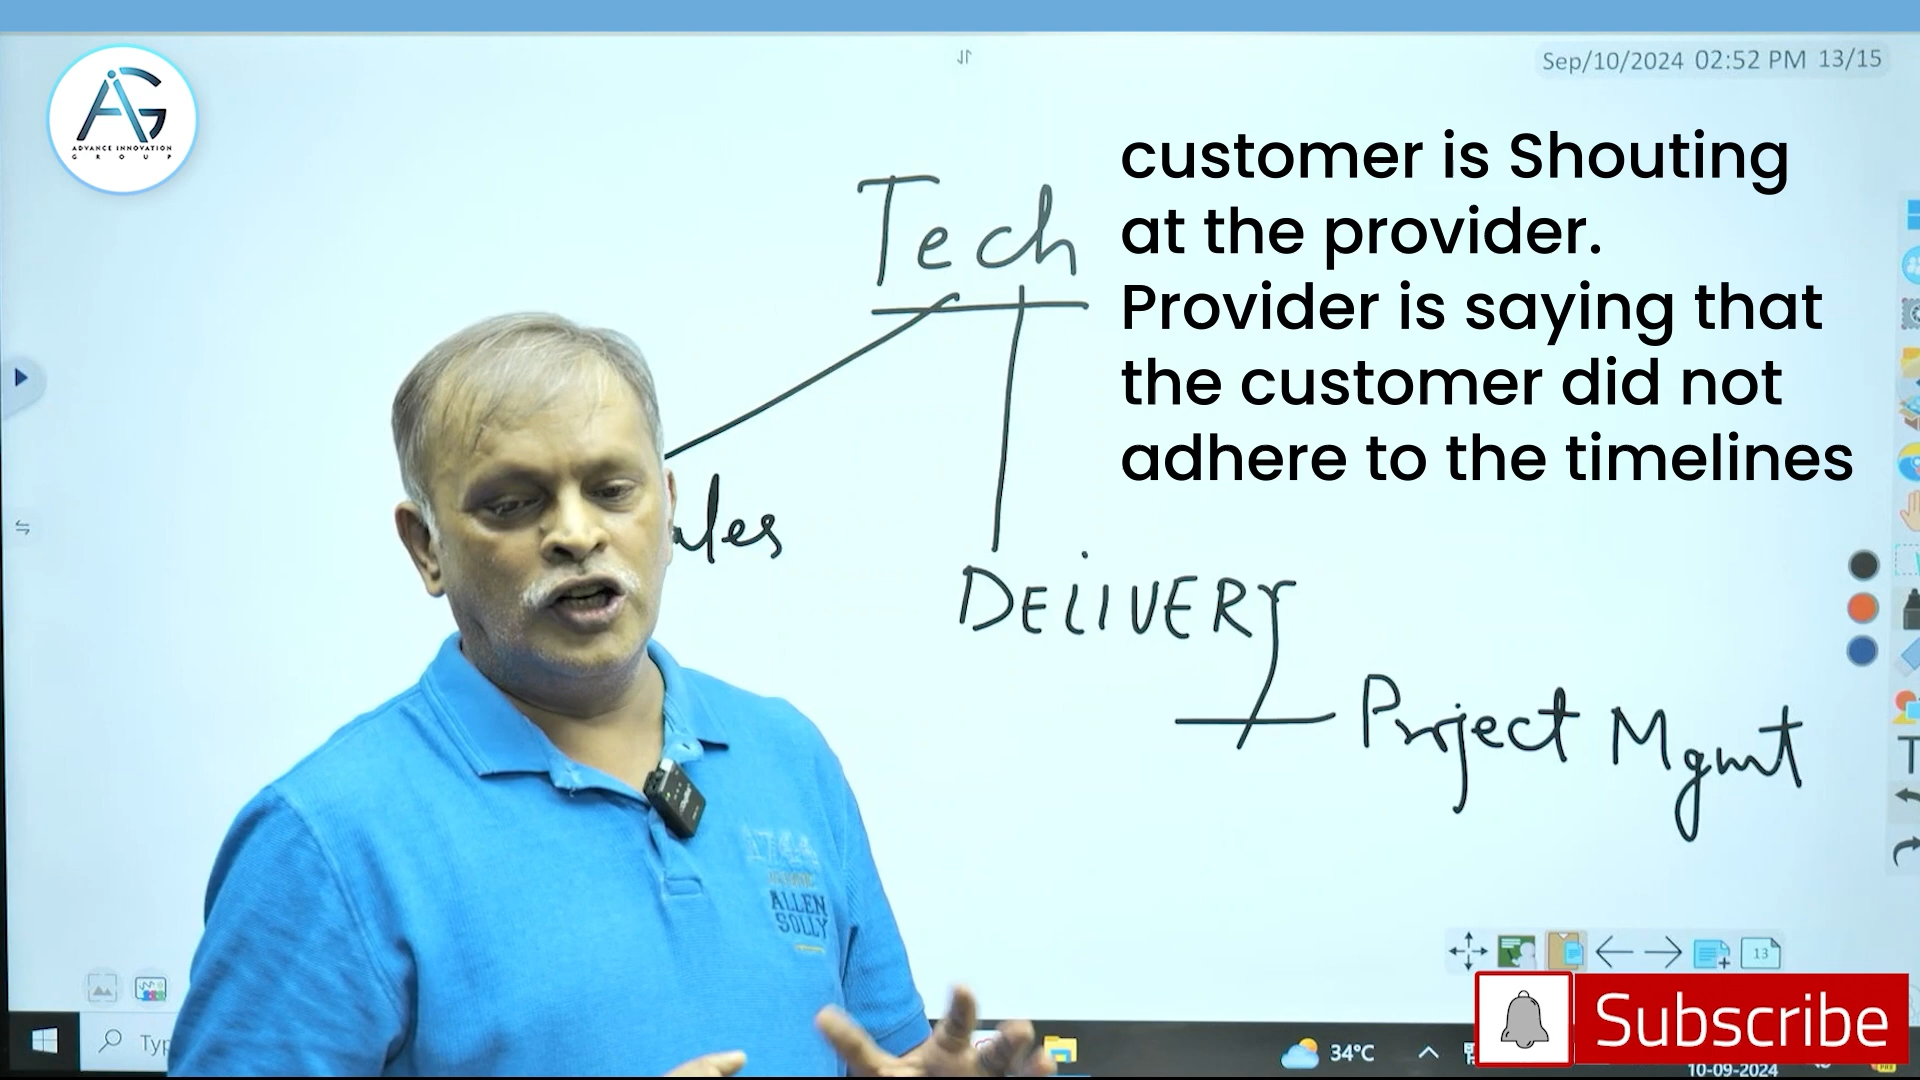 Sep/10/2024 02:52 PM 13/15
AIG
ADVANCE INNOVATION
GROUP
customer is Shouting
at the provider.
Provider is saying that
the customer did not
adhere to the timelines
Tech
ales
DELIVERY
Project Mgmt
ALLEN
SOLLY
13
T
Subscribe
Typ
34°C
10-09-2024